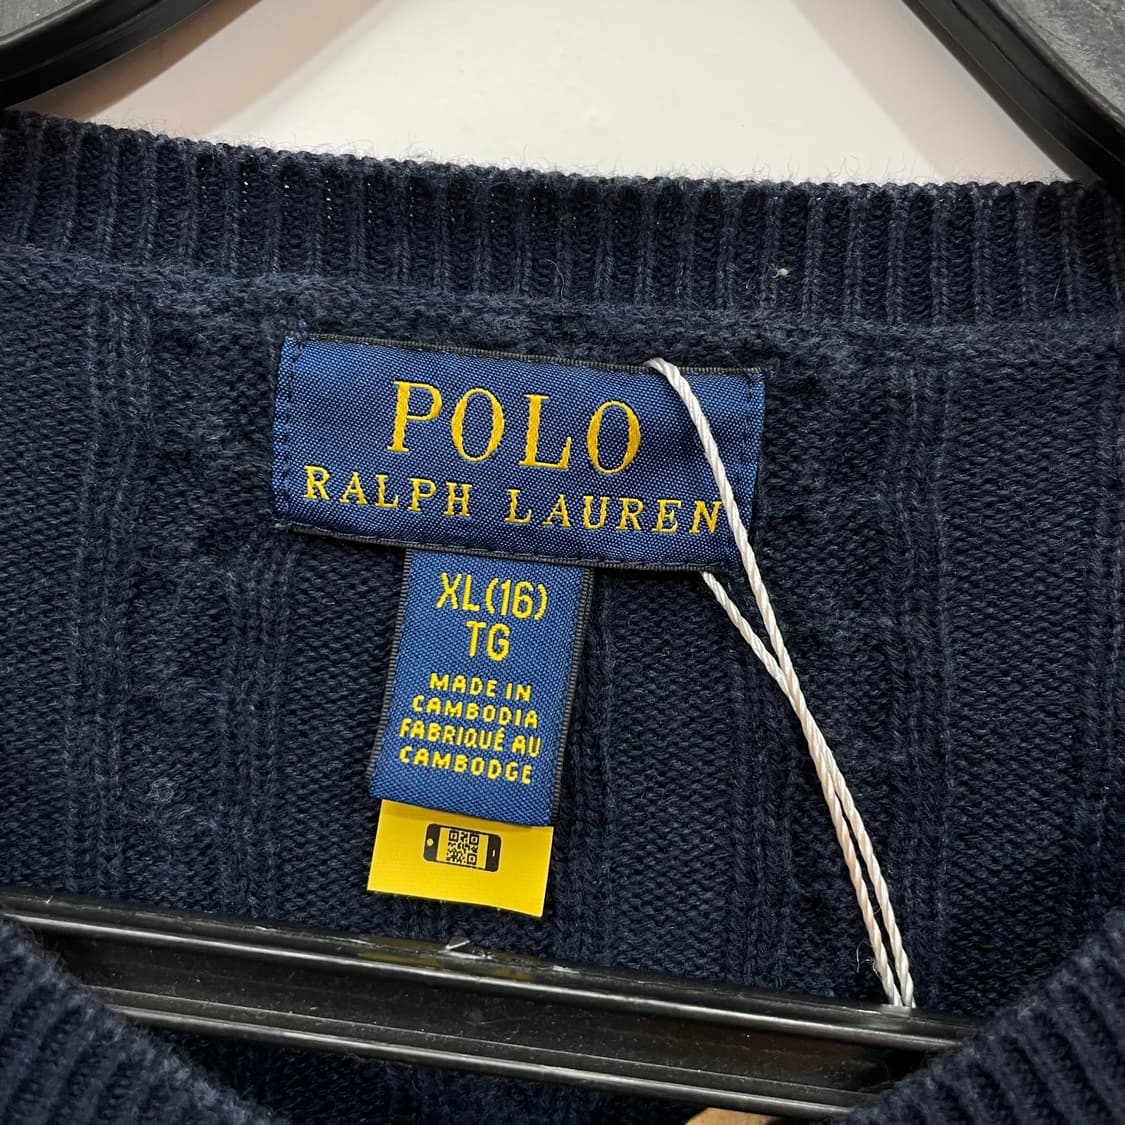 POLO
RALPH LAUREN
XL(16)
TG
MADE IN
CAMBODIA
FABRIQUÉ AU
CAMBODGE